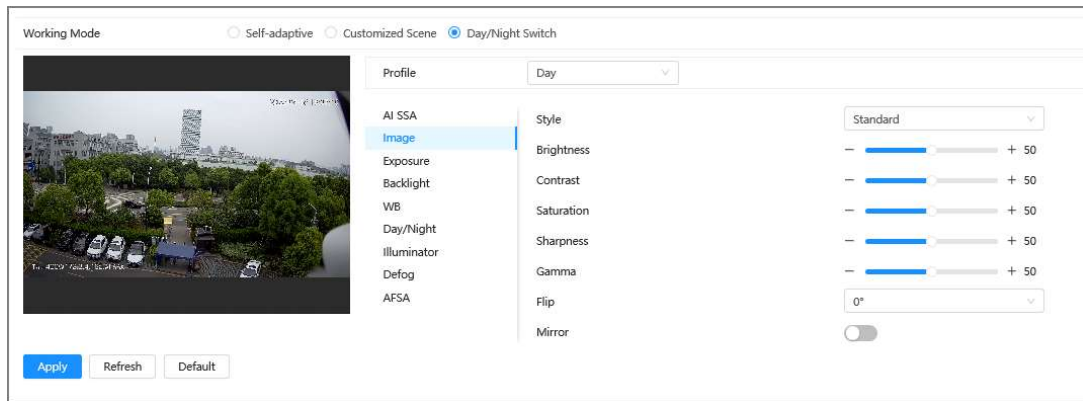 Working Mode Self-adaptive Customized Scene Day/Night Switch
Profile Day
AI SSA
Image
Exposure
Backlight
WB
Day/Night
Illuminator
Defog
AFSA
Style Standard
Brightness − + 50
Contrast − + 50
Saturation − + 50
Sharpness − + 50
Gamma − + 50
Flip 0°
Mirror
Apply Refresh Default